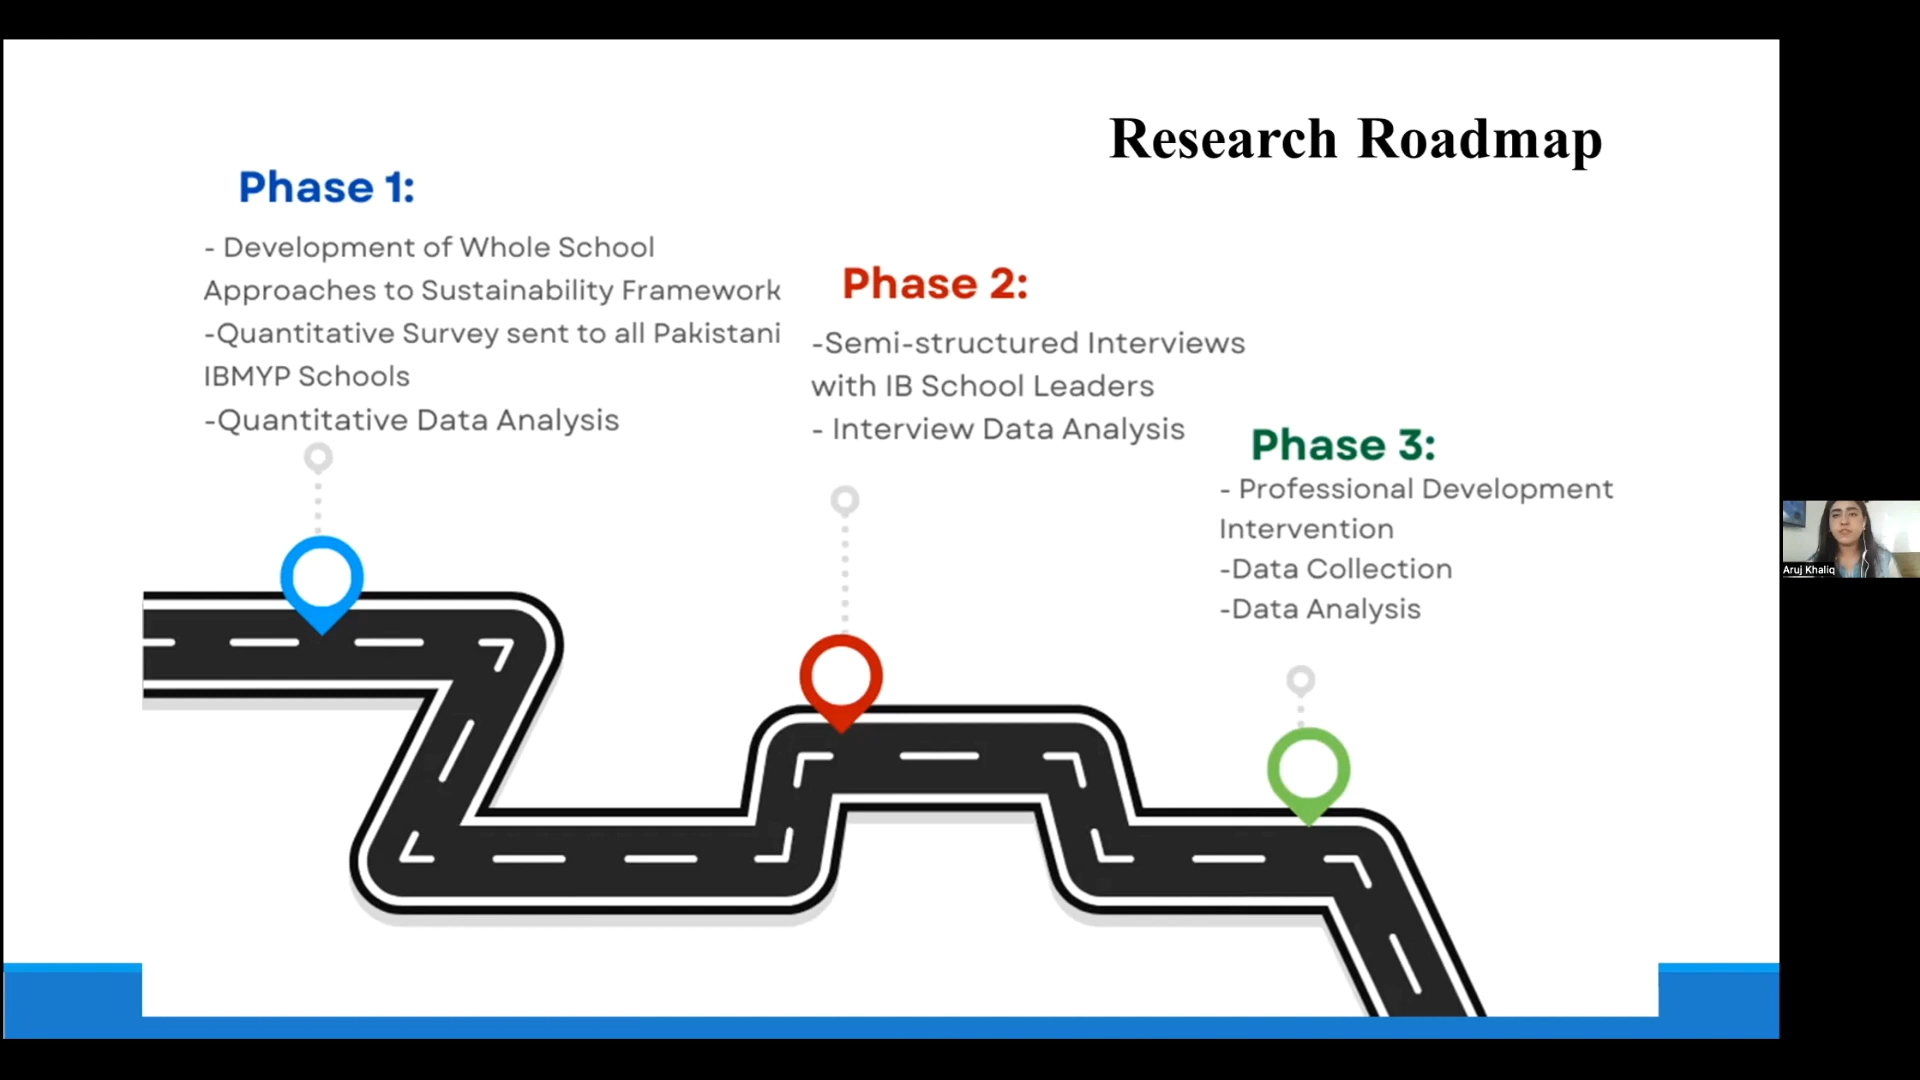 Research Roadmap
Phase 1:
- Development of Whole School
Approaches to Sustainability Framework
-Quantitative Survey sent to all Pakistani
IBMYP Schools
-Quantitative Data Analysis
Phase 2:
-Semi-structured Interviews
with IB School Leaders
- Interview Data Analysis
Phase 3:
- Professional Development
Intervention
-Data Collection
-Data Analysis
Aruj Khaliq